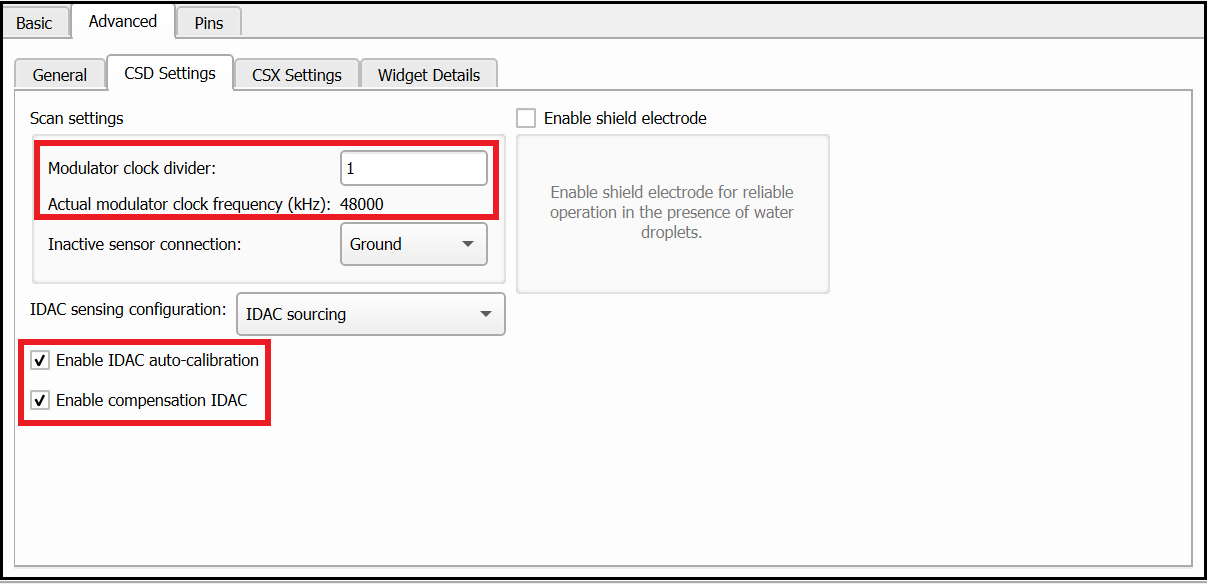 Basic Advanced Pins
General CSD Settings CSX Settings Widget Details
Scan settings
Modulator clock divider: 1
Actual modulator clock frequency (kHz): 48000
Inactive sensor connection: Ground
IDAC sensing configuration: IDAC sourcing
Enable IDAC auto-calibration
Enable compensation IDAC
Enable shield electrode
Enable shield electrode for reliable
operation in the presence of water
droplets.